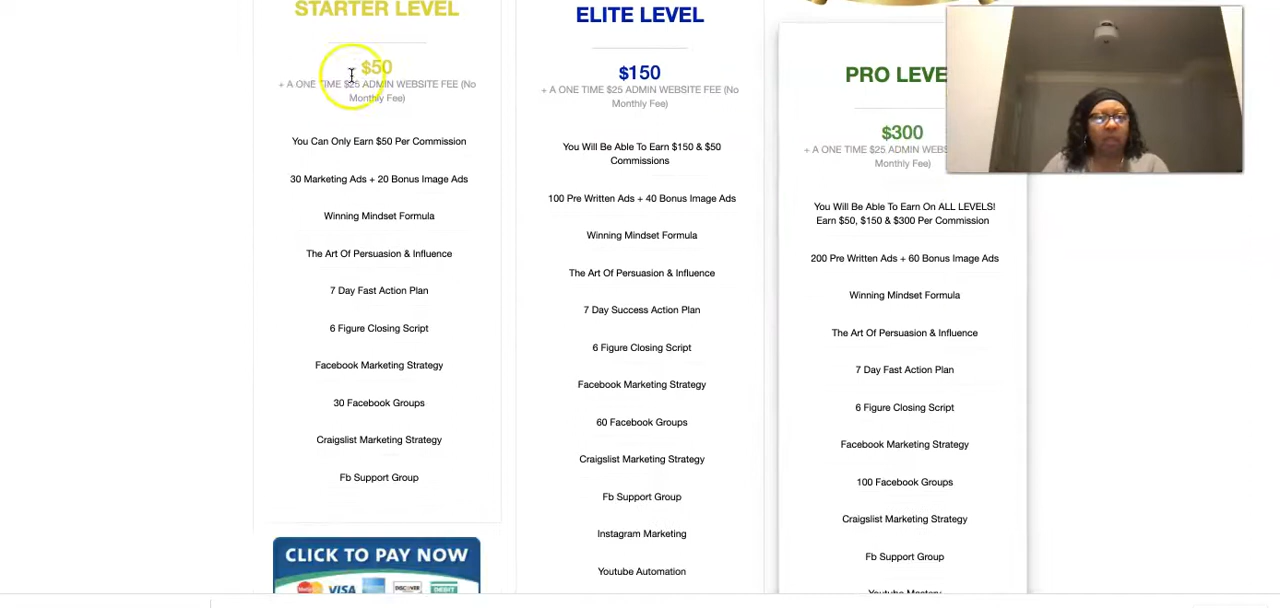 STARTER LEVEL
$50
+ A ONE TIME $25 ADMIN WEBSITE FEE (No
Monthly Fee)
You Can Only Earn $50 Per Commission
30 Marketing Ads + 20 Bonus Image Ads
Winning Mindset Formula
The Art Of Persuasion & Influence
7 Day Fast Action Plan
6 Figure Closing Script
Facebook Marketing Strategy
30 Facebook Groups
Craigslist Marketing Strategy
Fb Support Group
CLICK TO PAY NOW
MasterCard VISA DISCOVER DEBIT
ELITE LEVEL
$150
+ A ONE TIME $25 ADMIN WEBSITE FEE (No
Monthly Fee)
You Will Be Able To Earn $150 & $50
Commissions
100 Pre Written Ads + 40 Bonus Image Ads
Winning Mindset Formula
The Art Of Persuasion & Influence
7 Day Success Action Plan
6 Figure Closing Script
Facebook Marketing Strategy
60 Facebook Groups
Craigslist Marketing Strategy
Fb Support Group
Instagram Marketing
Youtube Automation
PRO LEVE
$300
+ A ONE TIME $25 ADMIN WEBS
Monthly Fee)
You Will Be Able To Earn On ALL LEVELS!
Earn $50, $150 & $300 Per Commission
200 Pre Written Ads + 60 Bonus Image Ads
Winning Mindset Formula
The Art Of Persuasion & Influence
7 Day Fast Action Plan
6 Figure Closing Script
Facebook Marketing Strategy
100 Facebook Groups
Craigslist Marketing Strategy
Fb Support Group
Youtube Mastery